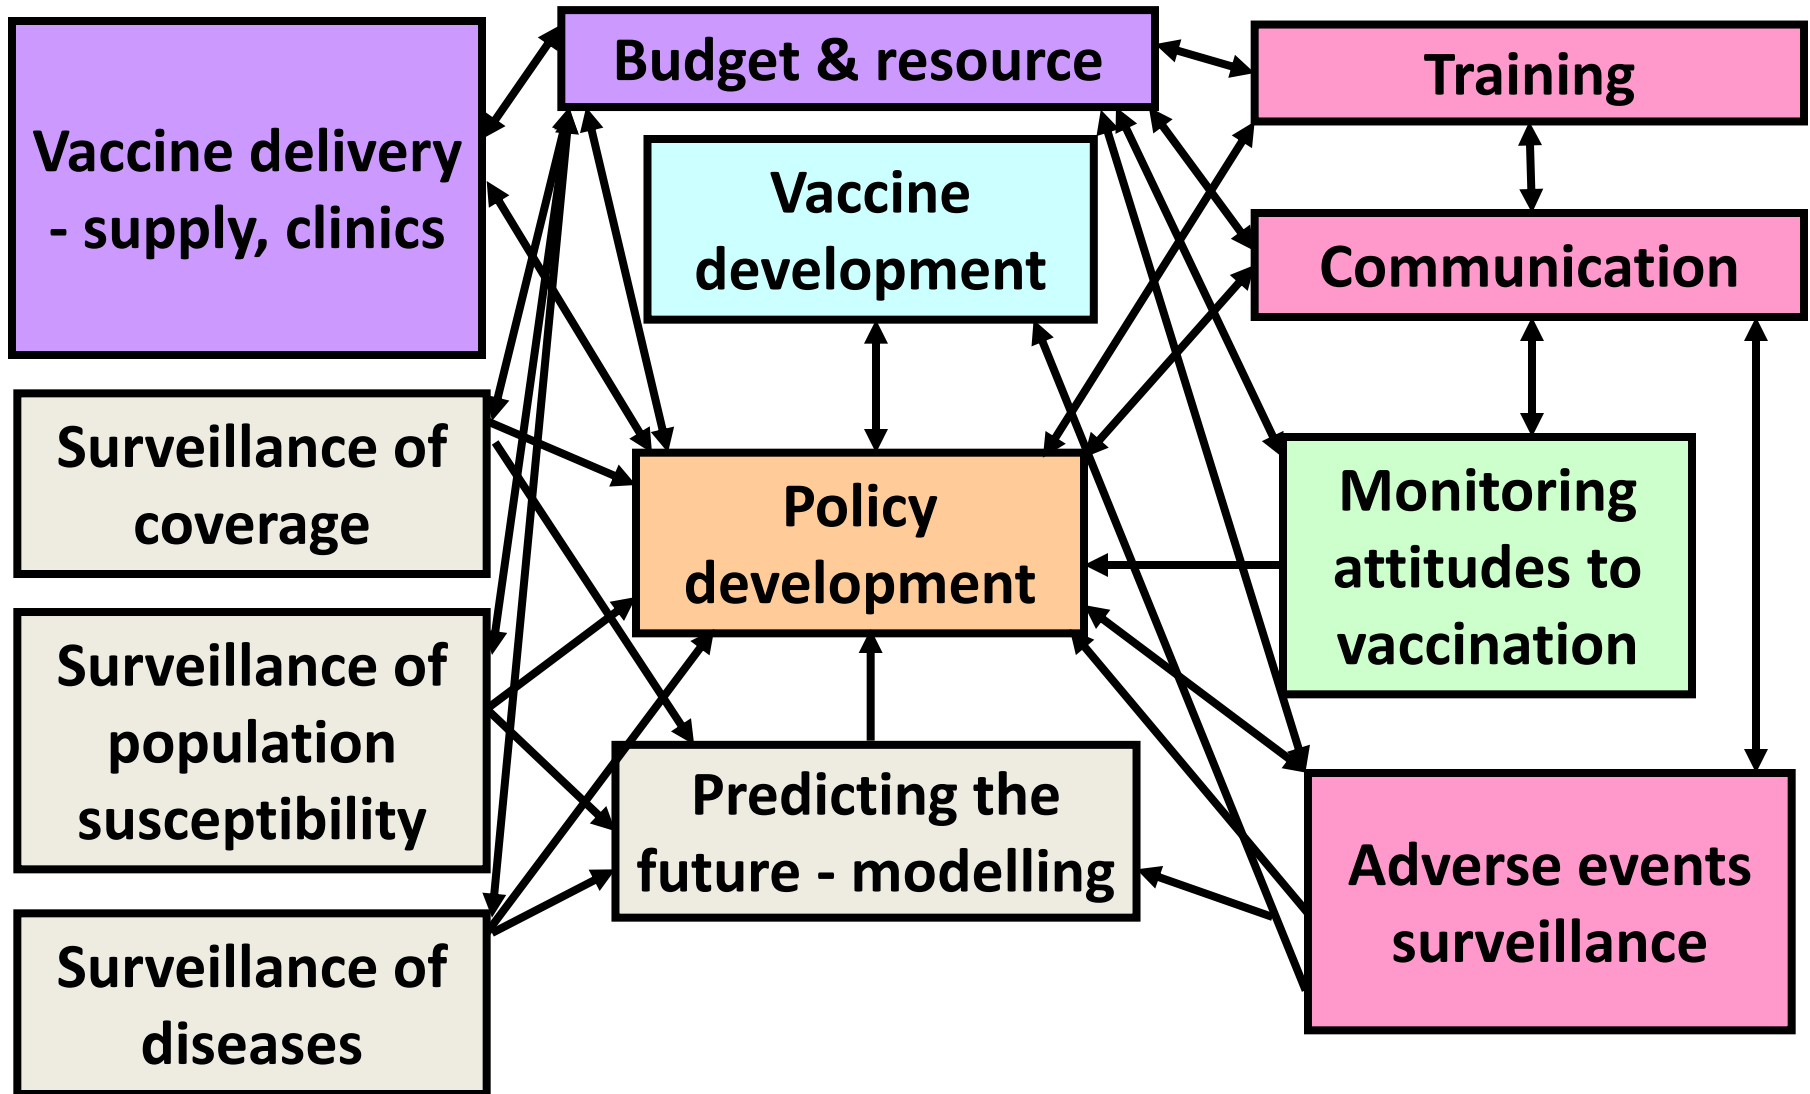 Budget & resource
Training
Vaccine delivery
- supply, clinics
Vaccine
development
Communication
Surveillance of
coverage
Policy
development
Monitoring
attitudes to
vaccination
Surveillance of
population
susceptibility
Predicting the
future - modelling
Adverse events
surveillance
Surveillance of
diseases